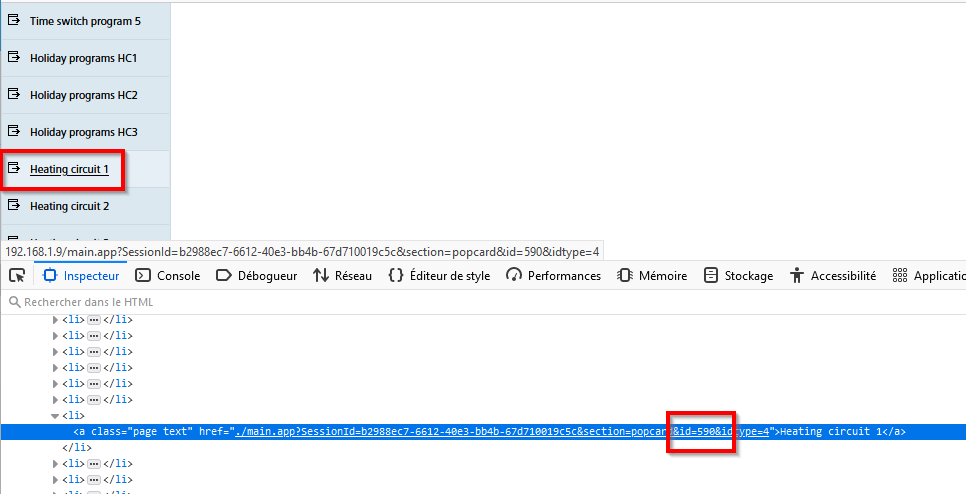 Time switch program 5
Holiday programs HC1
Holiday programs HC2
Holiday programs HC3
Heating circuit 1
Heating circuit 2
192.168.1.9/main.app?SessionId=b2988ec7-6612-40e3-bb4b-67d710019c5c&section=popcard&id=590&idtype=4
Inspecteur Console Débogueur Réseau Éditeur de style Performances Mémoire Stockage Accessibilité Applicatio
Rechercher dans le HTML
<li> ••• </li>
<li> ••• </li>
<li> ••• </li>
<li> ••• </li>
<li> ••• </li>
<li> ••• </li>
<li>
<a class="page text" href="./main.app?SessionId=b2988ec7-6612-40e3-bb4b-67d710019c5c&section=popcard&id=590&idtype=4">Heating circuit 1</a>
</li>
<li> ••• </li>
<li> ••• </li>
<li> ••• </li>